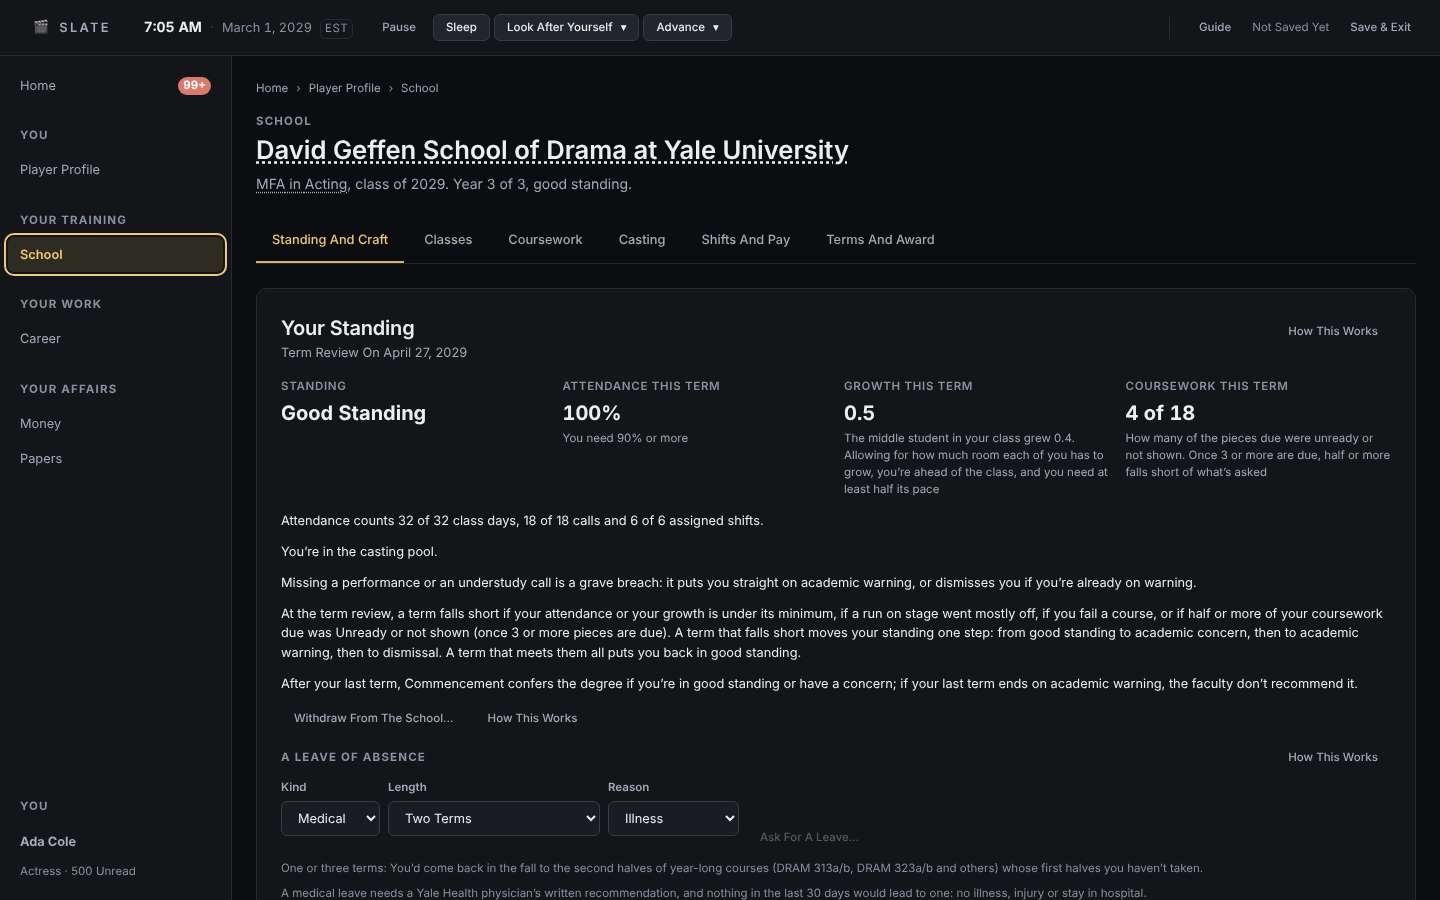 SLATE
7:05 AM · March 1, 2029 EST
Pause
Sleep
Look After Yourself ▾
Advance ▾
Guide
Not Saved Yet
Save & Exit
Home
99+
YOU
Player Profile
YOUR TRAINING
School
YOUR WORK
Career
YOUR AFFAIRS
Money
Papers
YOU
Ada Cole
Actress · 500 Unread
Home › Player Profile › School
SCHOOL
David Geffen School of Drama at Yale University
MFA in Acting, class of 2029. Year 3 of 3, good standing.
Standing And Craft
Classes
Coursework
Casting
Shifts And Pay
Terms And Award
Your Standing
How This Works
Term Review On April 27, 2029
STANDING
Good Standing
ATTENDANCE THIS TERM
100%
You need 90% or more
GROWTH THIS TERM
0.5
The middle student in your class grew 0.4.
Allowing for how much room each of you has to
grow, you’re ahead of the class, and you need at
least half its pace
COURSEWORK THIS TERM
4 of 18
How many of the pieces due were unready or
not shown. Once 3 or more are due, half or more
falls short of what’s asked
Attendance counts 32 of 32 class days, 18 of 18 calls and 6 of 6 assigned shifts.
You’re in the casting pool.
Missing a performance or an understudy call is a grave breach: it puts you straight on academic warning, or dismisses you if you’re already on warning.
At the term review, a term falls short if your attendance or your growth is under its minimum, if a run on stage went mostly off, if you fail a course, or if half or more of your coursework
due was Unready or not shown (once 3 or more pieces are due). A term that falls short moves your standing one step: from good standing to academic concern, then to academic
warning, then to dismissal. A term that meets them all puts you back in good standing.
After your last term, Commencement confers the degree if you’re in good standing or have a concern; if your last term ends on academic warning, the faculty don’t recommend it.
Withdraw From The School…
How This Works
A LEAVE OF ABSENCE
How This Works
Kind
Length
Reason
Medical
Two Terms
Illness
Ask For A Leave…
One or three terms: You’d come back in the fall to the second halves of year-long courses (DRAM 313a/b, DRAM 323a/b and others) whose first halves you haven’t taken.
A medical leave needs a Yale Health physician’s written recommendation, and nothing in the last 30 days would lead to one: no illness, injury or stay in hospital.